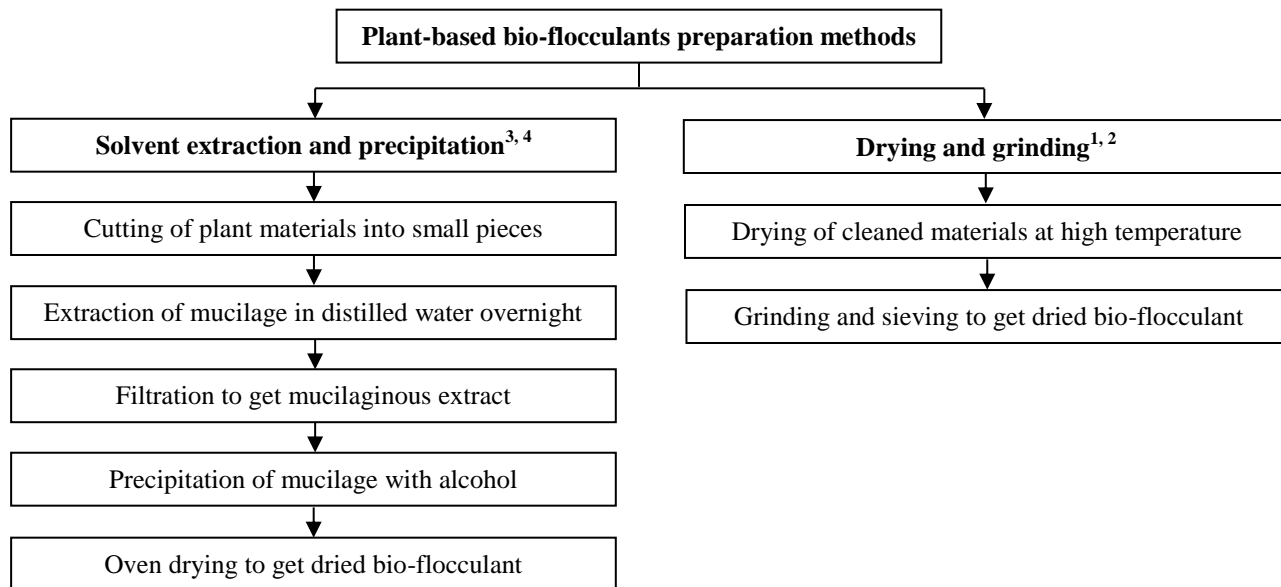 Plant-based bio-flocculants preparation methods
Solvent extraction and precipitation3, 4
Cutting of plant materials into small pieces
Extraction of mucilage in distilled water overnight
Filtration to get mucilaginous extract
Precipitation of mucilage with alcohol
Oven drying to get dried bio-flocculant
Drying and grinding1, 2
Drying of cleaned materials at high temperature
Grinding and sieving to get dried bio-flocculant